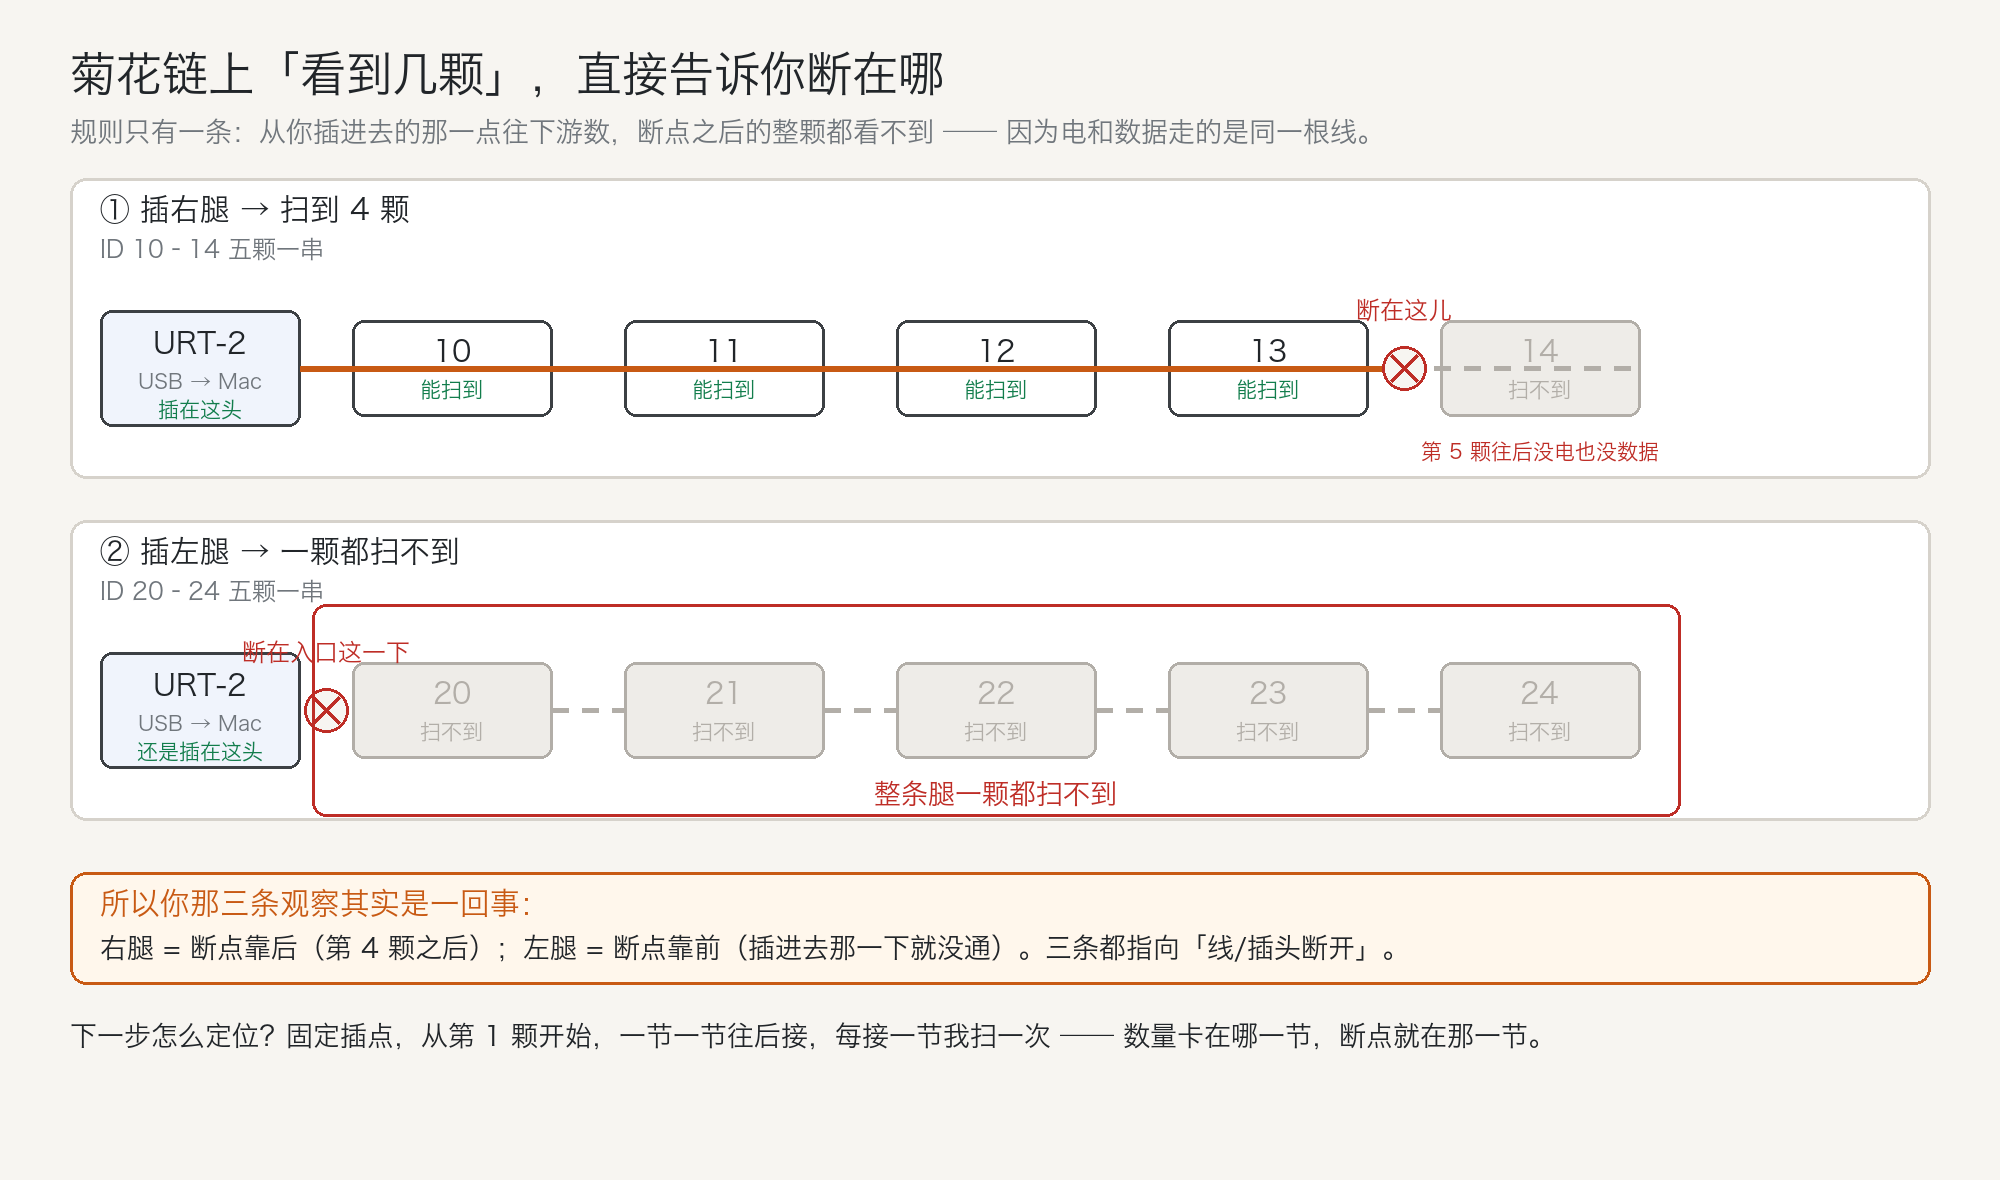 菊花链上「看到几颗」，直接告诉你断在哪
规则只有一条：从你插进去的那一点往下游数，断点之后的整颗都看不到 —— 因为电和数据走的是同一根线。
① 插右腿 → 扫到 4 颗
ID 10 - 14 五颗一串
断在这儿
URT-2
USB → Mac
插在这头
10
能扫到
11
能扫到
12
能扫到
13
能扫到
14
扫不到
第 5 颗往后没电也没数据
② 插左腿 → 一颗都扫不到
ID 20 - 24 五颗一串
断在入口这一下
URT-2
USB → Mac
还是插在这头
20
扫不到
21
扫不到
22
扫不到
23
扫不到
24
扫不到
整条腿一颗都扫不到
所以你那三条观察其实是一回事：
右腿 = 断点靠后（第 4 颗之后）；左腿 = 断点靠前（插进去那一下就没通）。三条都指向「线/插头断开」。
下一步怎么定位？固定插点，从第 1 颗开始，一节一节往后接，每接一节我扫一次 —— 数量卡在哪一节，断点就在那一节。